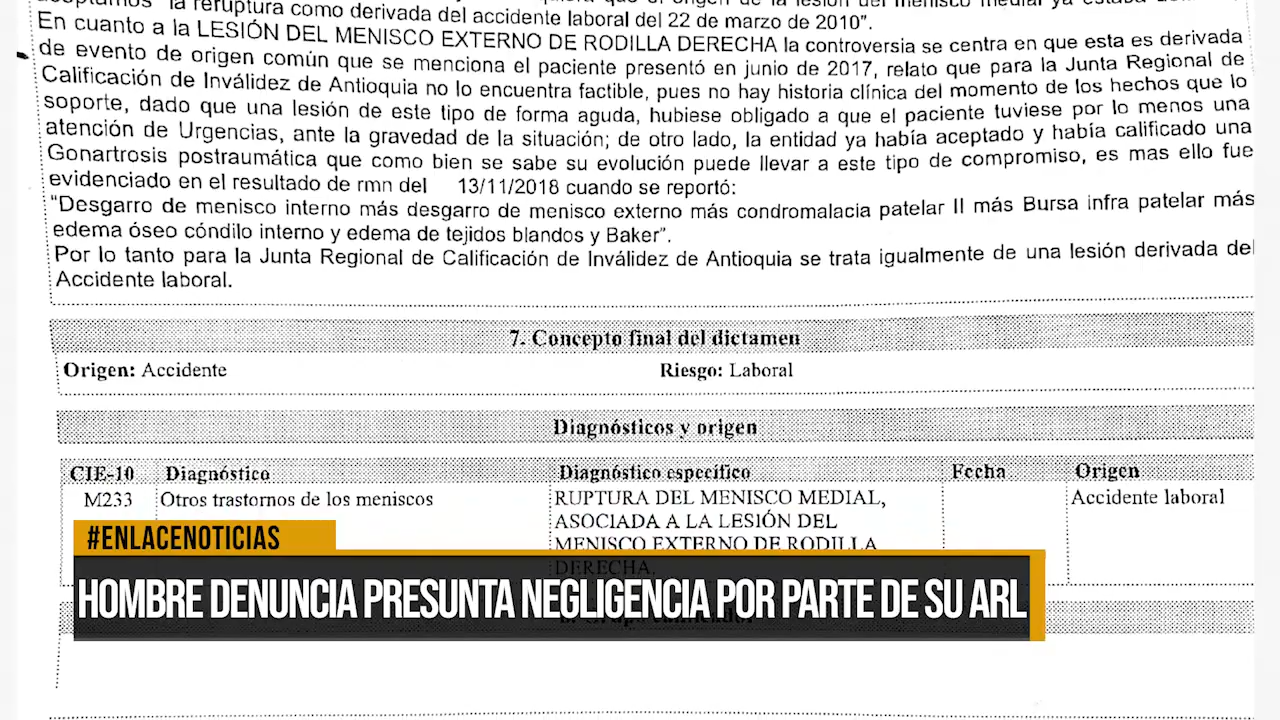 la reruptura como derivada del accidente laboral del 22 de marzo de 2010".
En cuanto a la LESIÓN DEL MENISCO EXTERNO DE RODILLA DERECHA la controversia se centra en que esta es derivada
de evento de origen común que se menciona el paciente presentó en junio de 2017, relato que para la Junta Regional de
Calificación de Inválidez de Antioquia no lo encuentra factible, pues no hay historia clínica del momento de los hechos que lo
soporte, dado que una lesión de este tipo de forma aguda, hubiese obligado a que el paciente tuviese por lo menos una
atención de Urgencias, ante la gravedad de la situación; de otro lado, la entidad ya había aceptado y había calificado una
Gonartrosis postraumática que como bien se sabe su evolución puede llevar a este tipo de compromiso, es mas ello fue
evidenciado en el resultado de rmn del 13/11/2018 cuando se reportó:
"Desgarro de menisco interno más desgarro de menisco externo más condromalacia patelar II más Bursa infra patelar más
edema óseo cóndilo interno y edema de tejidos blandos y Baker".
Por lo tanto para la Junta Regional de Calificación de Inválidez de Antioquia se trata igualmente de una lesión derivada del
Accidente laboral.
7. Concepto final del dictamen
Origen: Accidente Riesgo: Laboral
Diagnósticos y origen
CIE-10 Diagnóstico Diagnóstico específico Fecha Origen
M233 Otros trastornos de los meniscos RUPTURA DEL MENISCO MEDIAL, Accidente laboral
ASOCIADA A LA LESIÓN DEL
MENISCO EXTERNO DE RODILLA
DERECHA.
#ENLACENOTICIAS
HOMBRE DENUNCIA PRESUNTA NEGLIGENCIA POR PARTE DE SU ARL